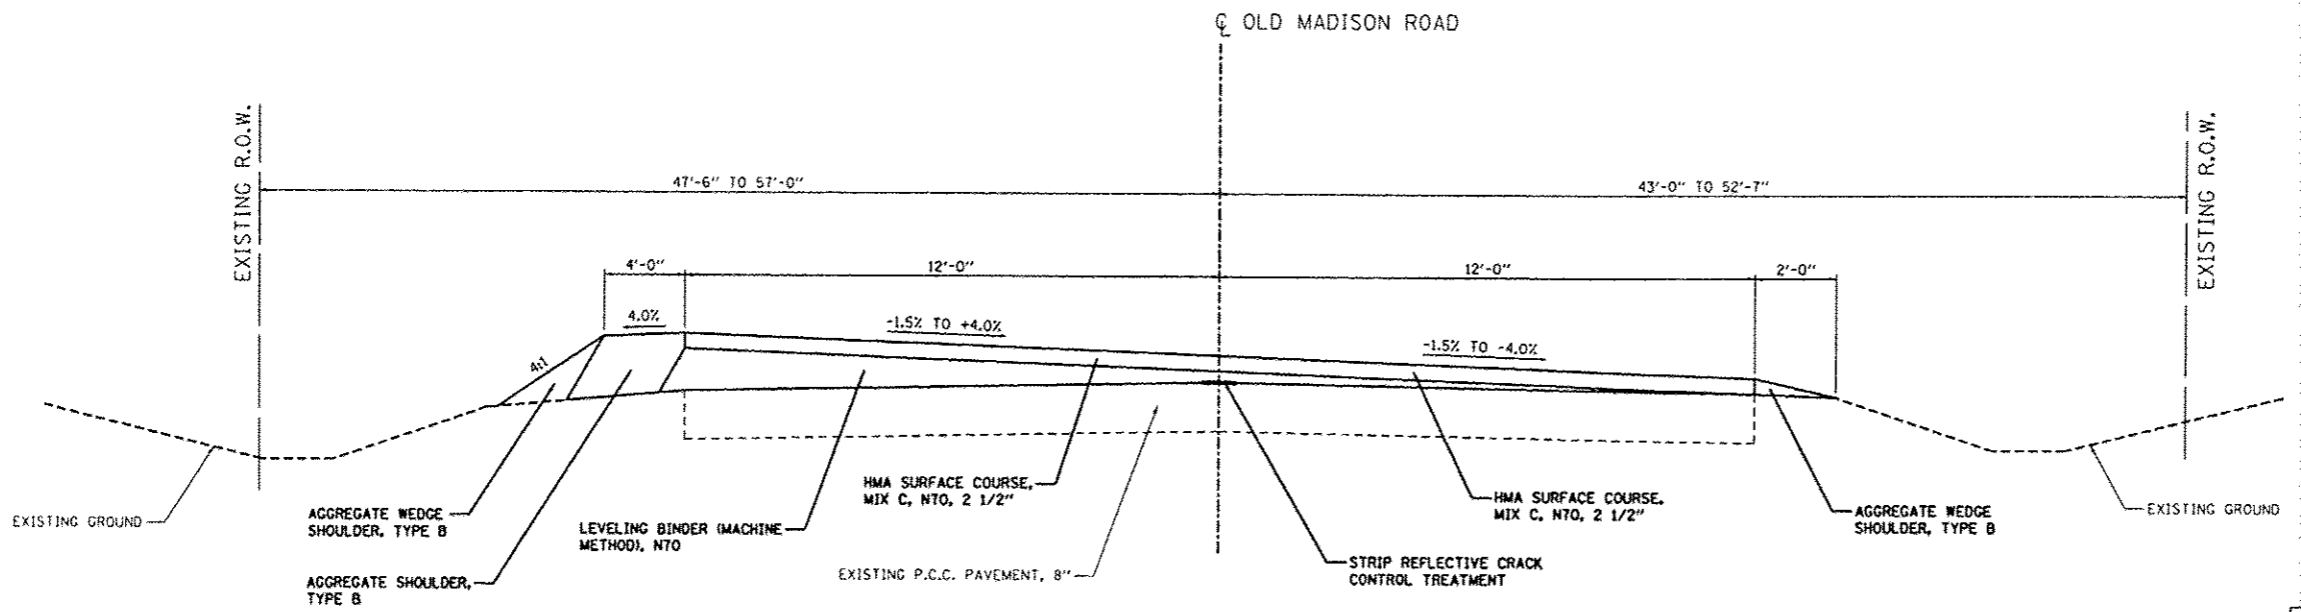 ℄ OLD MADISON ROAD
EXISTING R.O.W.
EXISTING R.O.W.
47'-6" TO 57'-0"
43'-0" TO 52'-7"
4'-0"
12'-0"
12'-0"
2'-0"
4.0%
-1.5% TO +4.0%
-1.5% TO -4.0%
4:1
EXISTING GROUND
AGGREGATE WEDGE
SHOULDER, TYPE B
AGGREGATE SHOULDER,
TYPE B
LEVELING BINDER (MACHINE
METHOD), N70
HMA SURFACE COURSE,
MIX C, N70, 2 1/2"
EXISTING P.C.C. PAVEMENT, 8"
HMA SURFACE COURSE,
MIX C, N70, 2 1/2"
STRIP REFLECTIVE CRACK
CONTROL TREATMENT
AGGREGATE WEDGE
SHOULDER, TYPE B
EXISTING GROUND